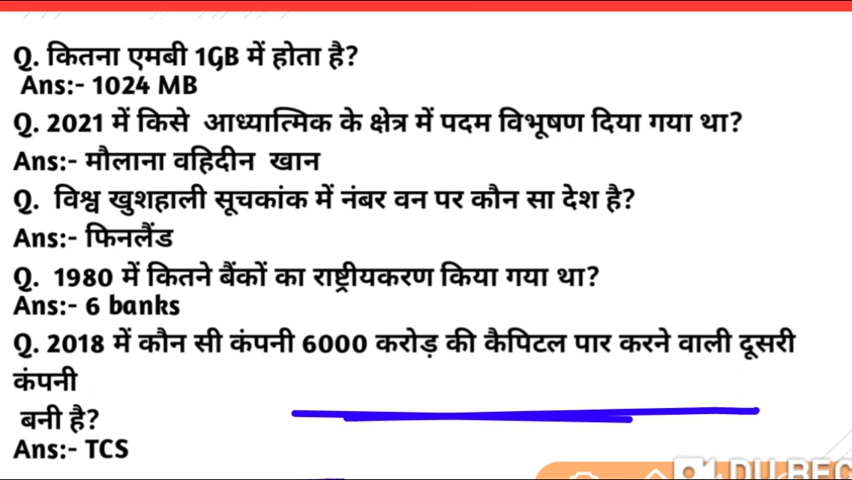 Q. कितना एमबी 1GB में होता है?
Ans:- 1024 MB
Q. 2021 में किसे आध्यात्मिक के क्षेत्र में पदम विभूषण दिया गया था?
Ans:- मौलाना वहिदीन खान
Q. विश्व खुशहाली सूचकांक में नंबर वन पर कौन सा देश है?
Ans:- फिनलैंड
Q. 1980 में कितने बैंकों का राष्ट्रीयकरण किया गया था?
Ans:- 6 banks
Q. 2018 में कौन सी कंपनी 6000 करोड़ की कैपिटल पार करने वाली दूसरी
कंपनी
बनी है?
Ans:- TCS